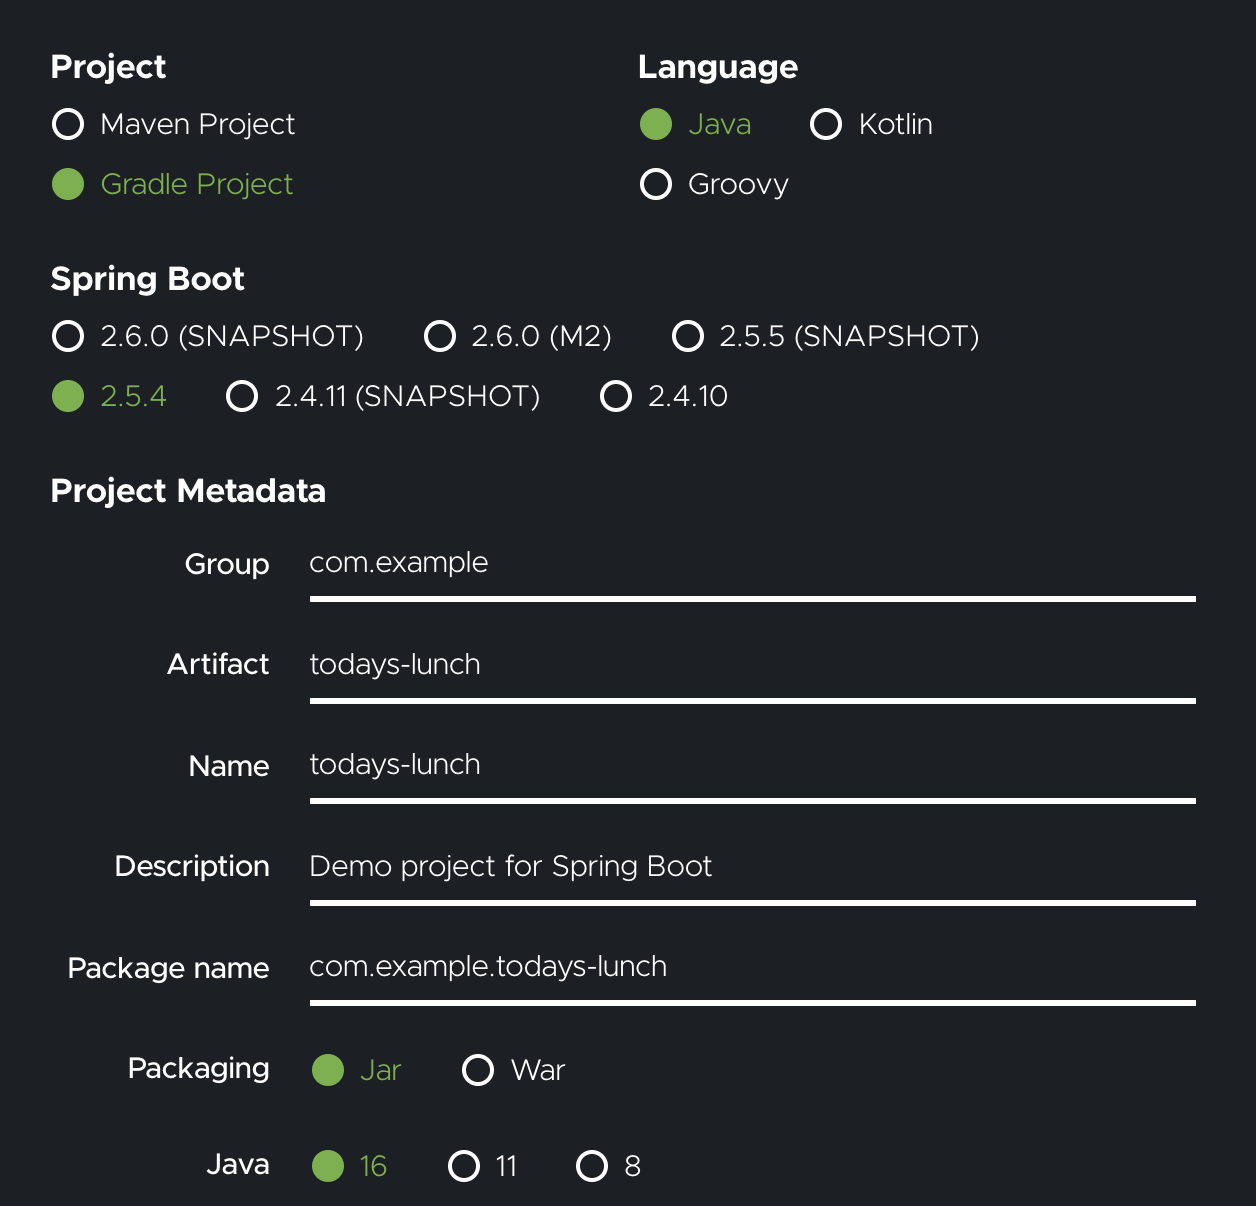 Project
Maven Project
Gradle Project
Language
Java Kotlin
Groovy
Spring Boot
2.6.0 (SNAPSHOT) 2.6.0 (M2) 2.5.5 (SNAPSHOT)
2.5.4 2.4.11 (SNAPSHOT) 2.4.10
Project Metadata
Group com.example
Artifact todays-lunch
Name todays-lunch
Description Demo project for Spring Boot
Package name com.example.todays-lunch
Packaging Jar War
Java 16 11 8